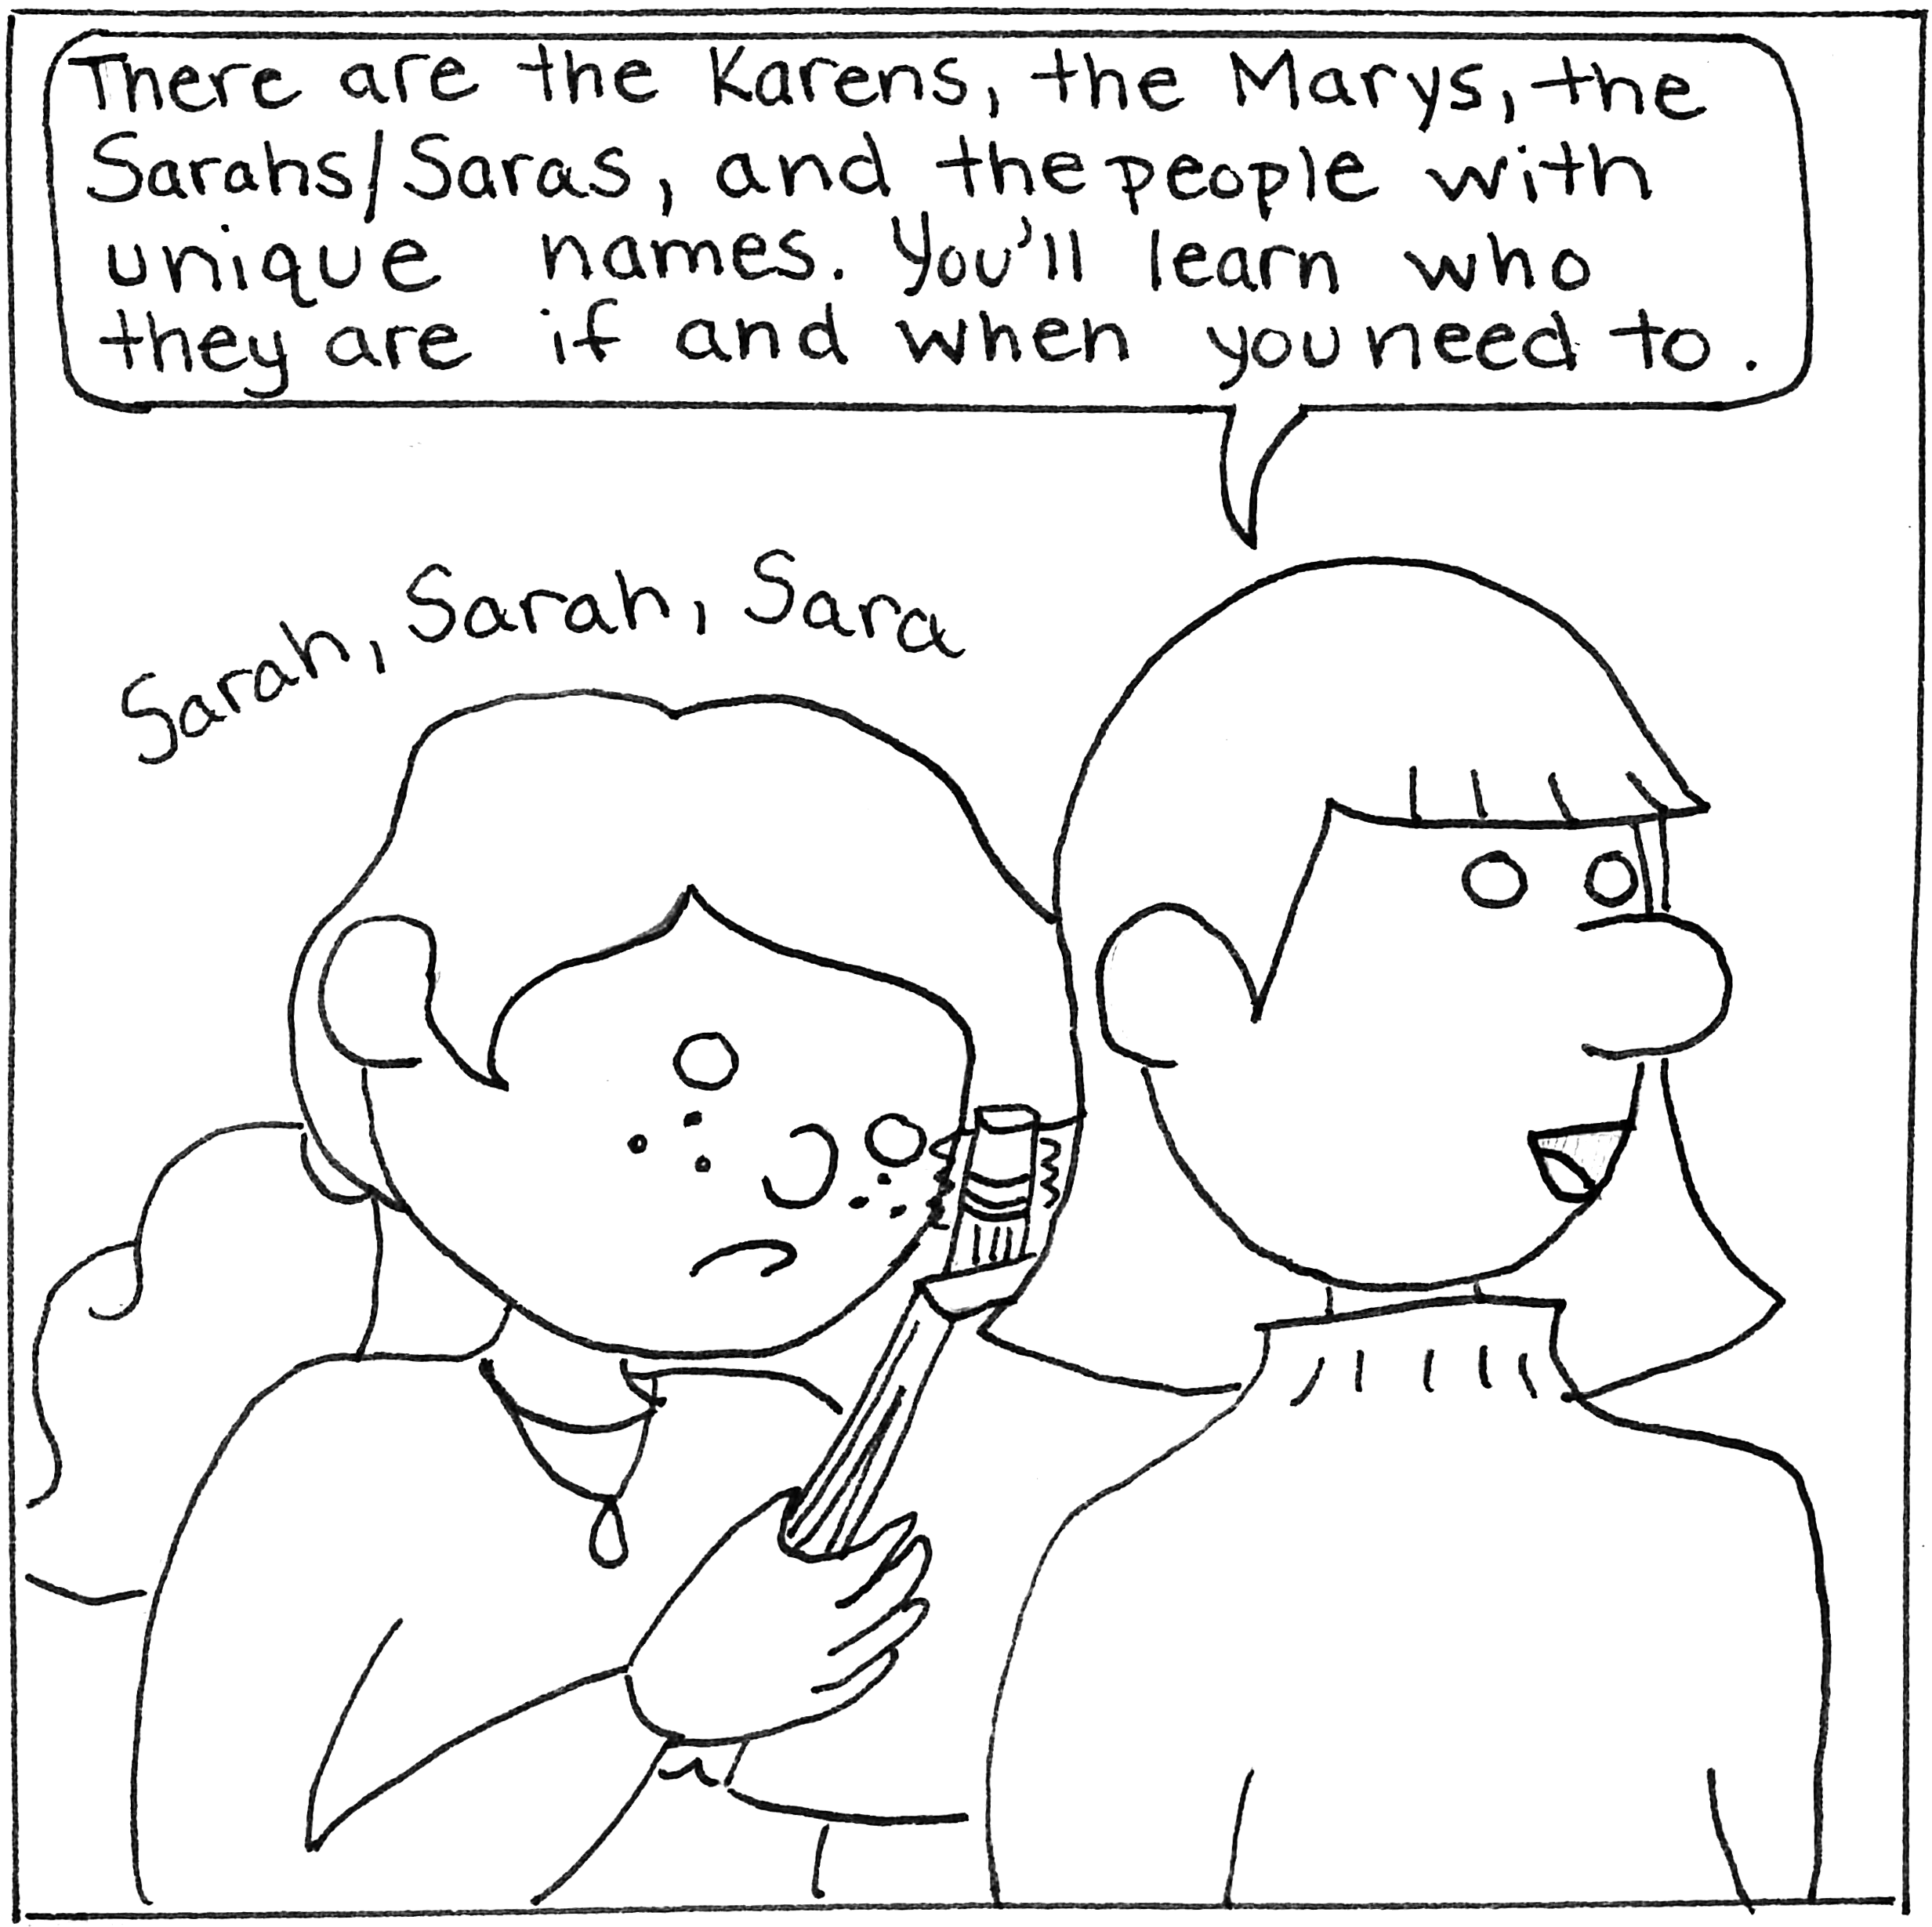 There are the Karens, the Marys, the
Sarahs/Saras, and the people with
unique names. You'll learn who
they are if and when you need to.
Sarah, Sarah, Sara